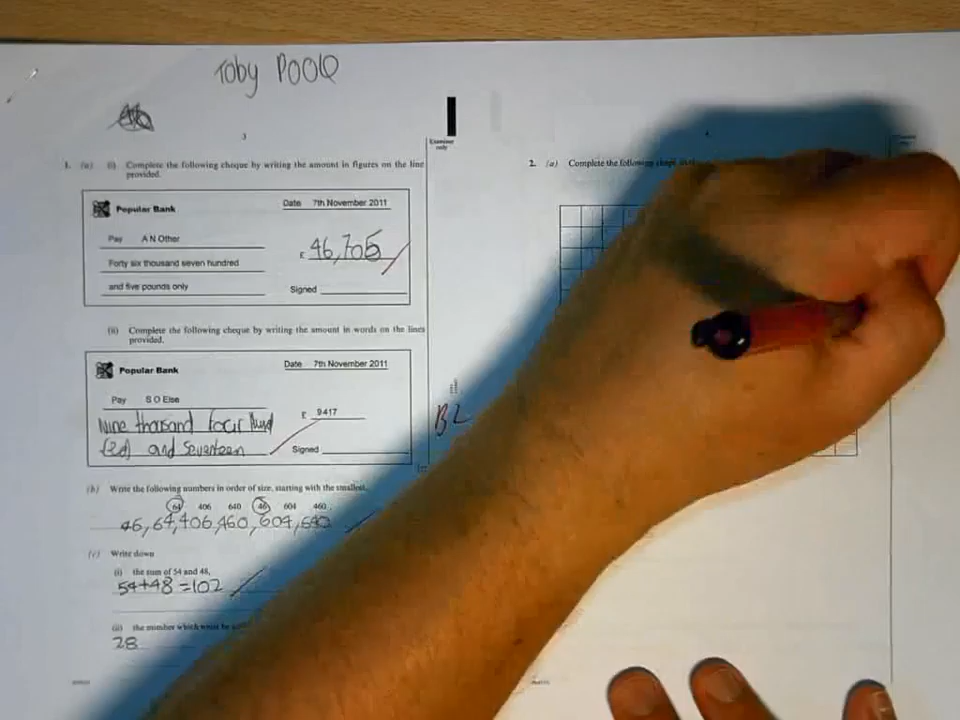 Toby Poole
3
Examiner
only
1. (a) (i) Complete the following cheque by writing the amount in figures on the line
provided.
Popular Bank
Date 7th November 2011
Pay A N Other
£ 46,705
Forty six thousand seven hundred
and five pounds only
Signed
(ii) Complete the following cheque by writing the amount in words on the lines
provided.
Popular Bank
Date 7th November 2011
Pay S O Else
£ 9417
Nine thousand four hund
(red) and seventeen
Signed
(b) Write the following numbers in order of size, starting with the smallest.
64 406 640 46 604 460
46, 64, 406, 460, 604, 640
(c) Write down
(i) the sum of 54 and 48,
54+48=102
(ii) the number which must be
28
4
2. (a) Complete the following